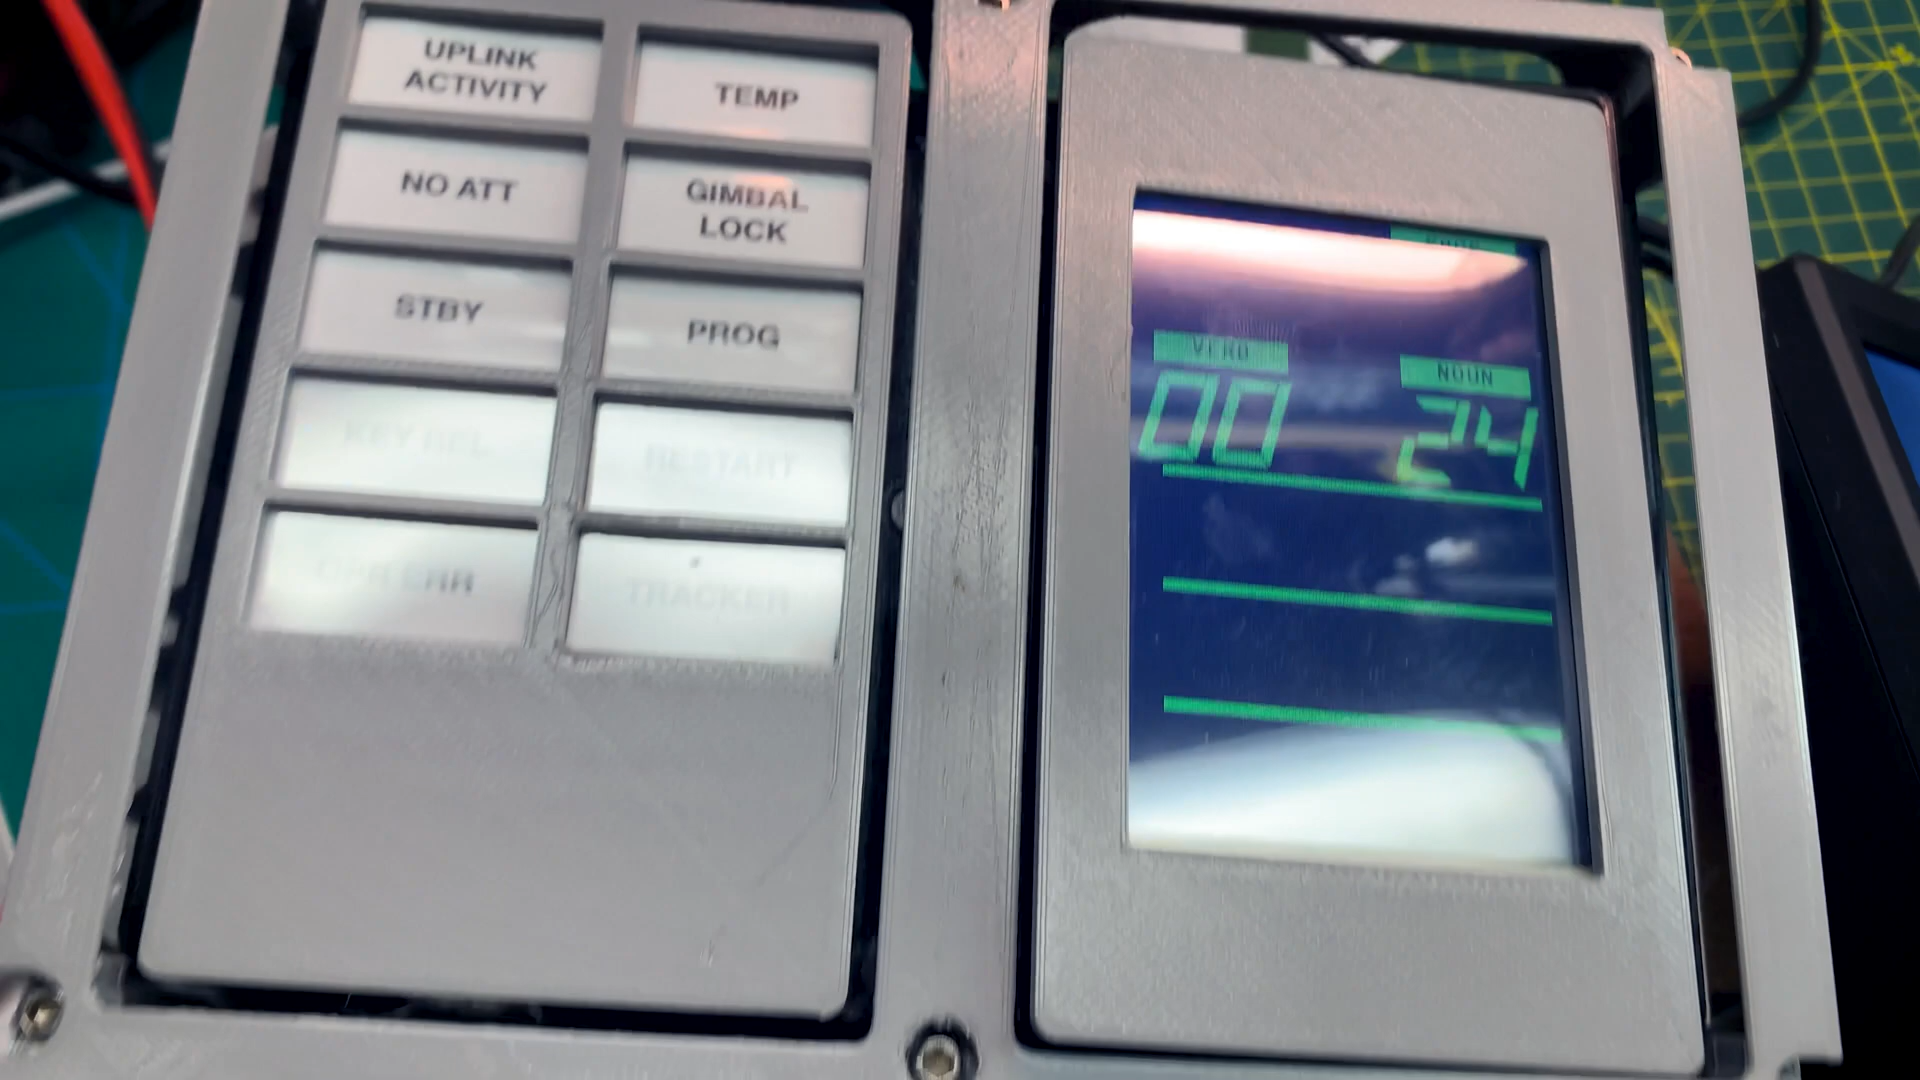 UPLINK
ACTIVITY
TEMP
NO ATT
GIMBAL
LOCK
STBY
PROG
KEY REL
RESTART
OPR ERR
TRACKER
VERB
NOUN
00
24